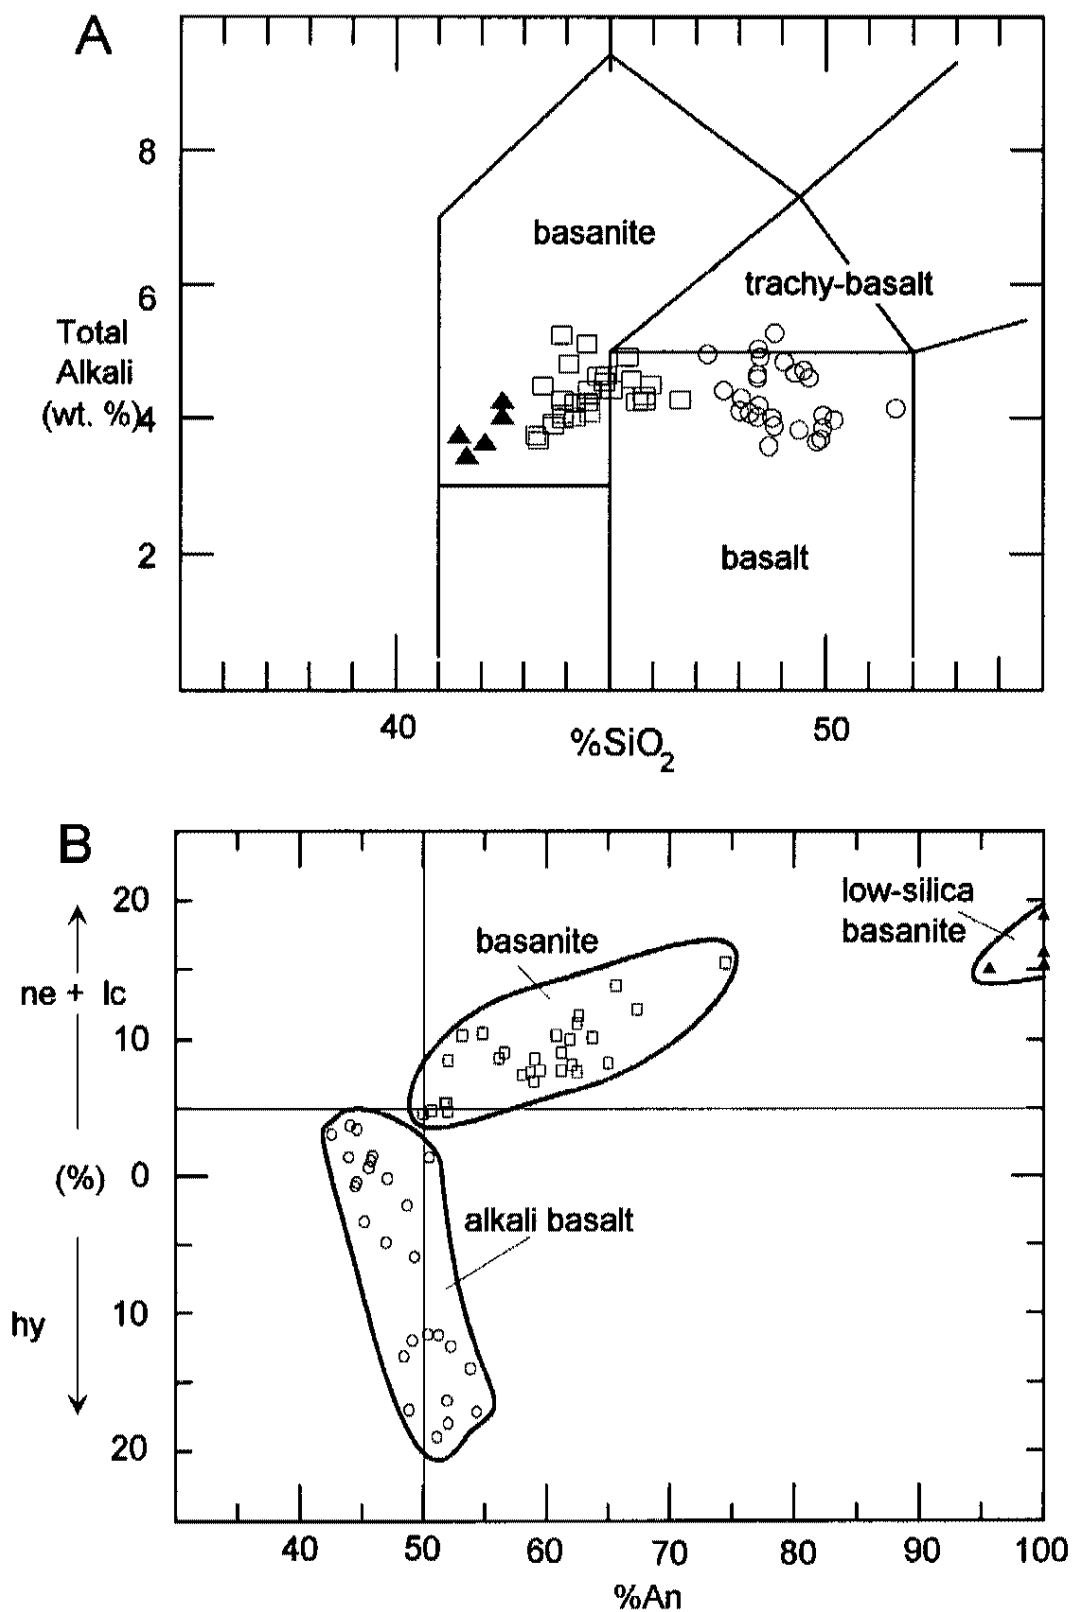 A
8
basanite
trachy-basalt
6
Total
Alkali
(wt. %)
4
2
basalt
40
50
%SiO₂
B
20
low-silica
basanite
basanite
ne + lc
10
(%)
0
alkali basalt
10
hy
20
40
50
60
70
80
90
100
%An